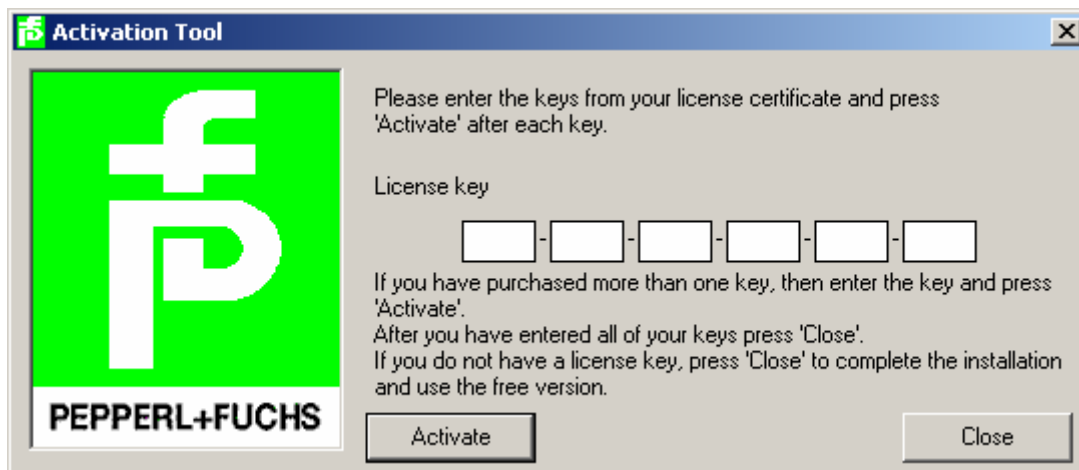 Activation Tool
Please enter the keys from your license certificate and press
'Activate' after each key.
License key
- - - - -
If you have purchased more than one key, then enter the key and press
'Activate'.
After you have entered all of your keys press 'Close'.
If you do not have a license key, press 'Close' to complete the installation
and use the free version.
PEPPERL+FUCHS
Activate
Close